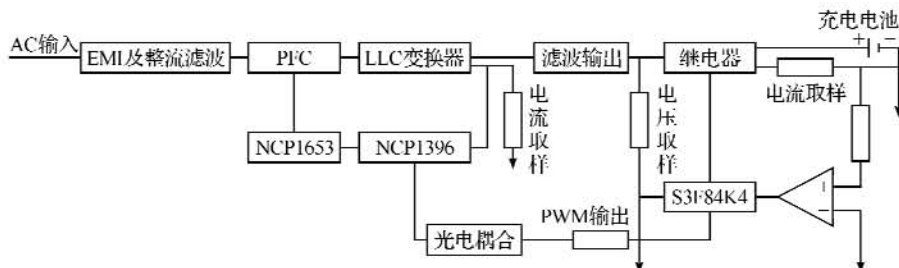 充电电池
+ −
AC输入
EMI及整流滤波
PFC
LLC变换器
滤波输出
继电器
电流取样
电流取样
电压取样
NCP1653
NCP1396
S3F84K4
+
−
PWM输出
光电耦合